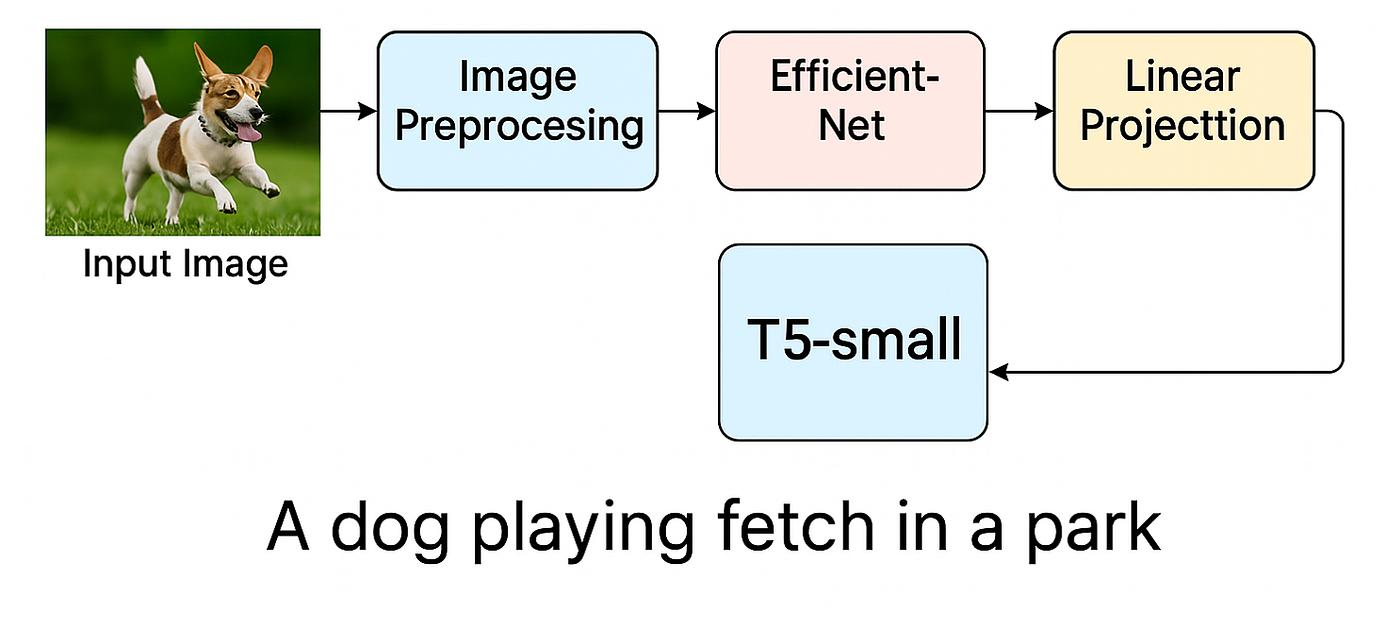 Image
Preprocesing
Efficient-
Net
Linear
Projecttion
Input Image
T5-small
A dog playing fetch in a park